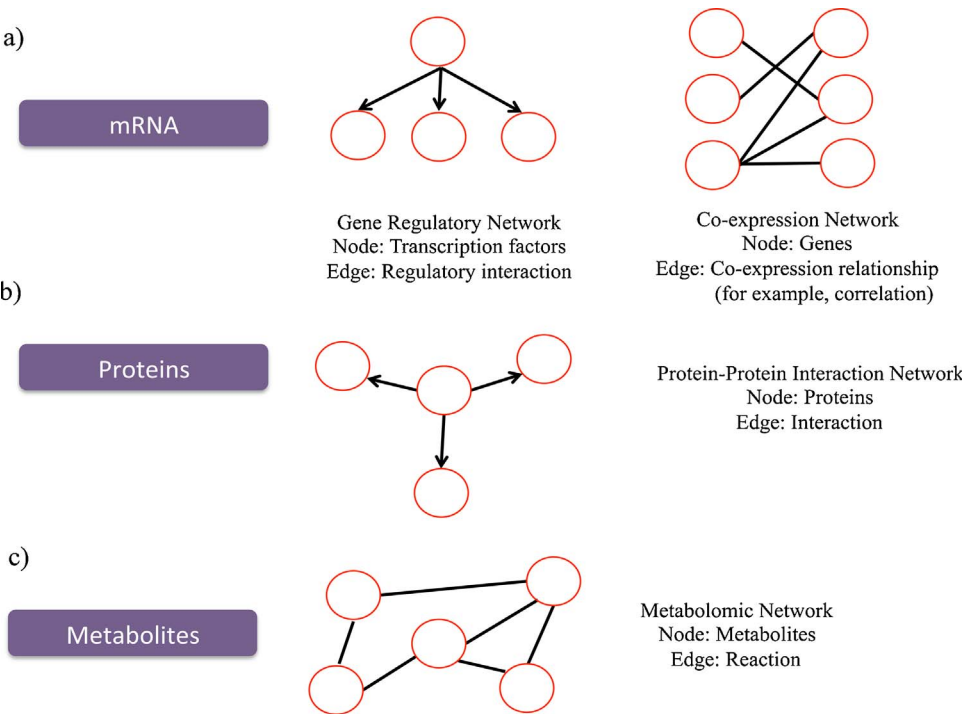 a)
mRNA
Gene Regulatory Network
Node: Transcription factors
Edge: Regulatory interaction
Co-expression Network
Node: Genes
Edge: Co-expression relationship
(for example, correlation)
b)
Proteins
Protein-Protein Interaction Network
Node: Proteins
Edge: Interaction
c)
Metabolites
Metabolomic Network
Node: Metabolites
Edge: Reaction